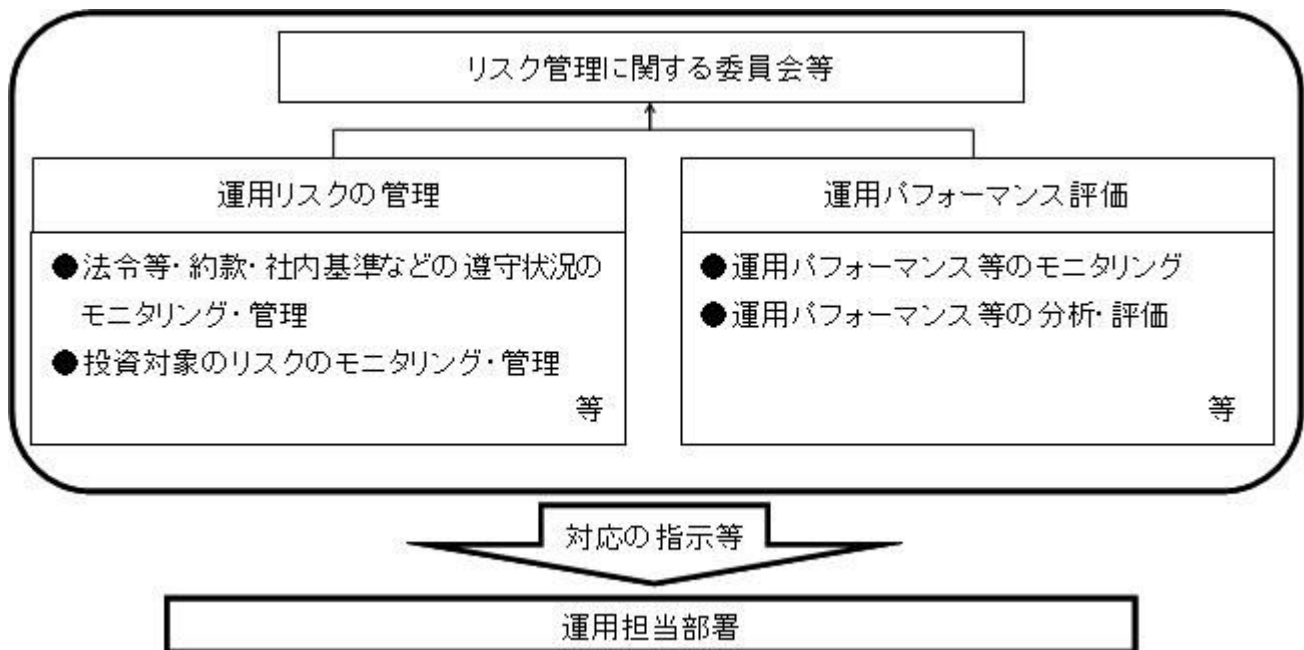 リスク管理に関する委員会等
運用リスクの管理
●法令等・約款・社内基準などの遵守状況の
モニタリング・管理
●投資対象のリスクのモニタリング・管理
等
運用パフォーマンス評価
●運用パフォーマンス等のモニタリング
●運用パフォーマンス等の分析・評価
等
対応の指示等
運用担当部署